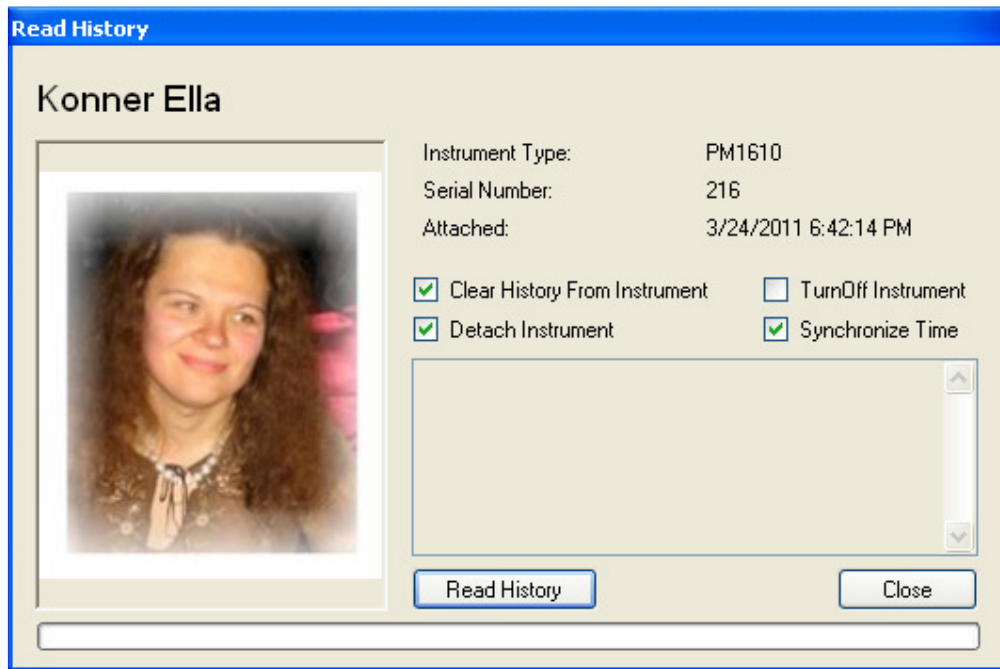 Read History
Konner Ella
Instrument Type: PM1610
Serial Number: 216
Attached: 3/24/2011 6:42:14 PM
Clear History From Instrument TurnOff Instrument
Detach Instrument Synchronize Time
Read History Close